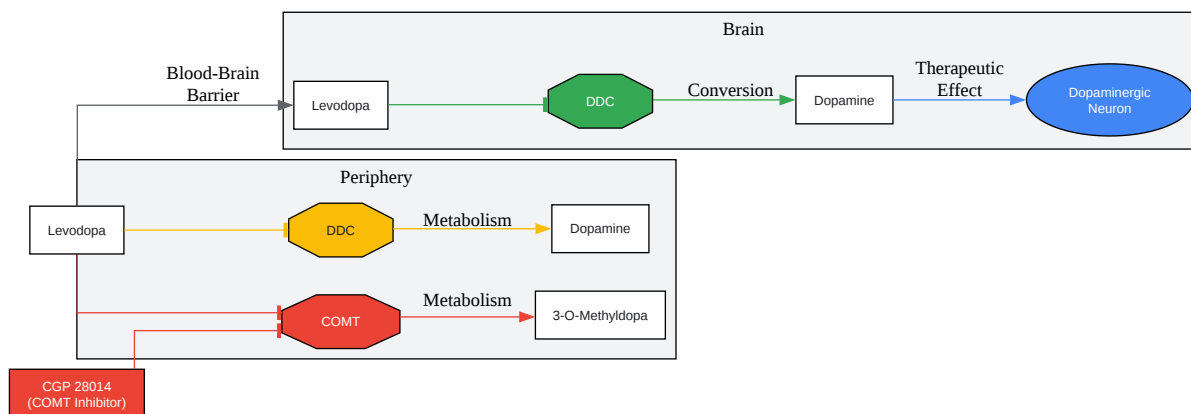 Brain
Blood-Brain
Barrier
Levodopa
DDC
Conversion
Dopamine
Therapeutic
Effect
Dopaminergic
Neuron
Periphery
Levodopa
DDC
Metabolism
Dopamine
COMT
Metabolism
3-O-Methyldopa
CGP 28014
(COMT Inhibitor)